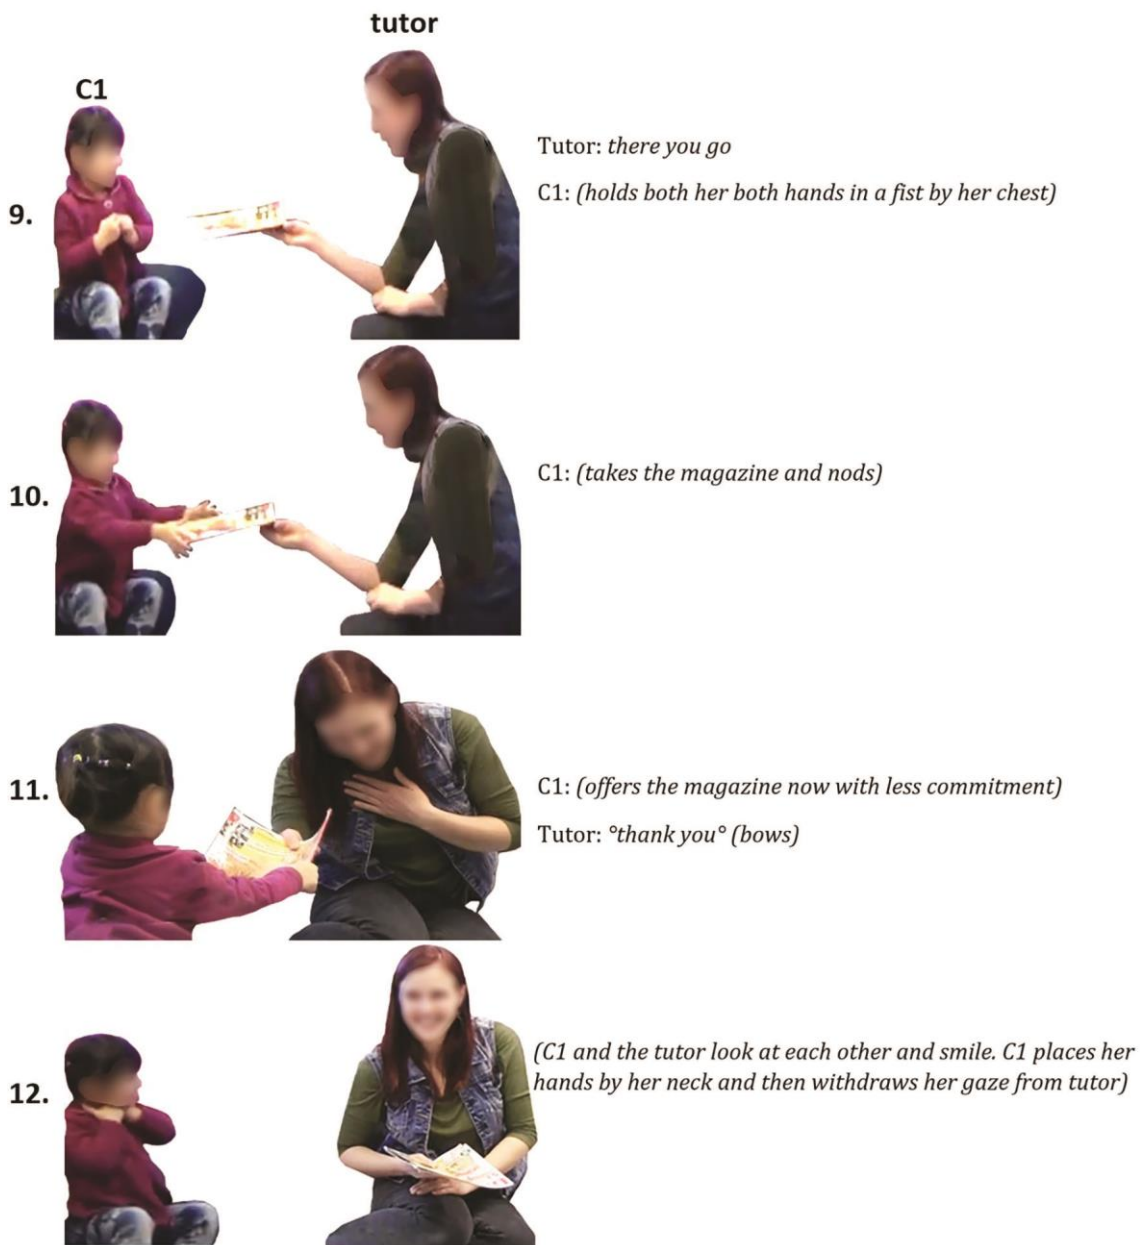 tutor
C1
9.
Tutor: there you go
C1: (holds both her both hands in a fist by her chest)
10.
C1: (takes the magazine and nods)
11.
C1: (offers the magazine now with less commitment)
Tutor: °thank you° (bows)
12.
(C1 and the tutor look at each other and smile. C1 places her
hands by her neck and then withdraws her gaze from tutor)